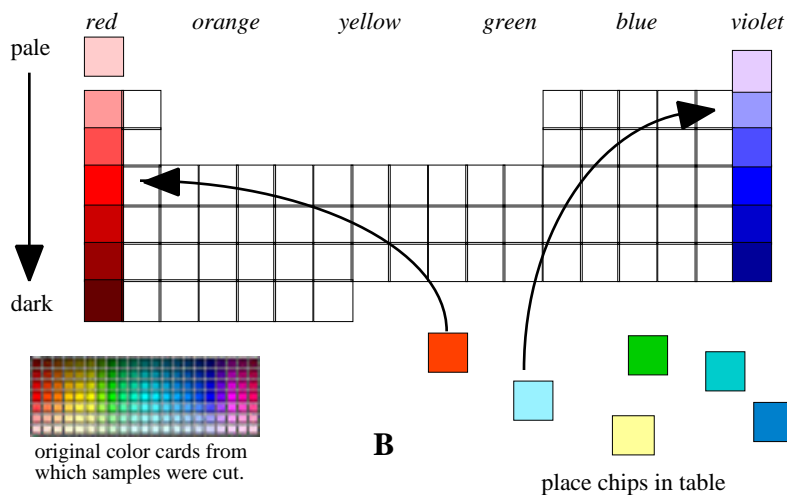 red orange yellow green blue violet
pale
dark
original color cards from
which samples were cut.
B
place chips in table